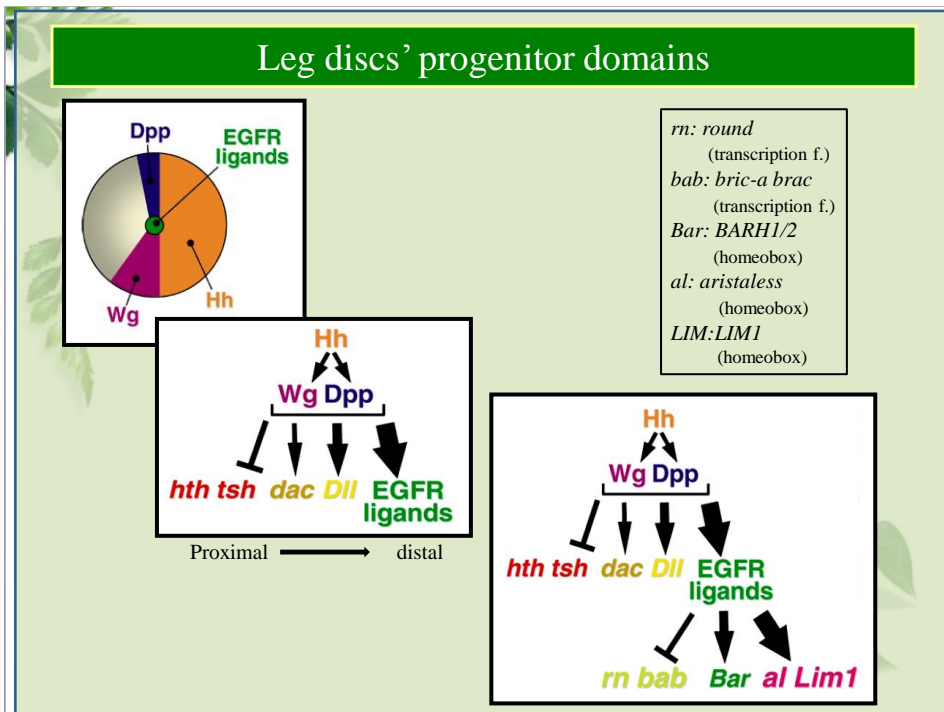 Leg discs’ progenitor domains
Dpp
EGFR
ligands
Wg
Hh
Hh
Wg Dpp
hth tsh dac Dll EGFR
ligands
Proximal distal
rn: round
(transcription f.)
bab: bric-a brac
(transcription f.)
Bar: BARH1/2
(homeobox)
al: aristaless
(homeobox)
LIM:LIM1
(homeobox)
Hh
Wg Dpp
hth tsh dac Dll EGFR
ligands
rn bab Bar al Lim1